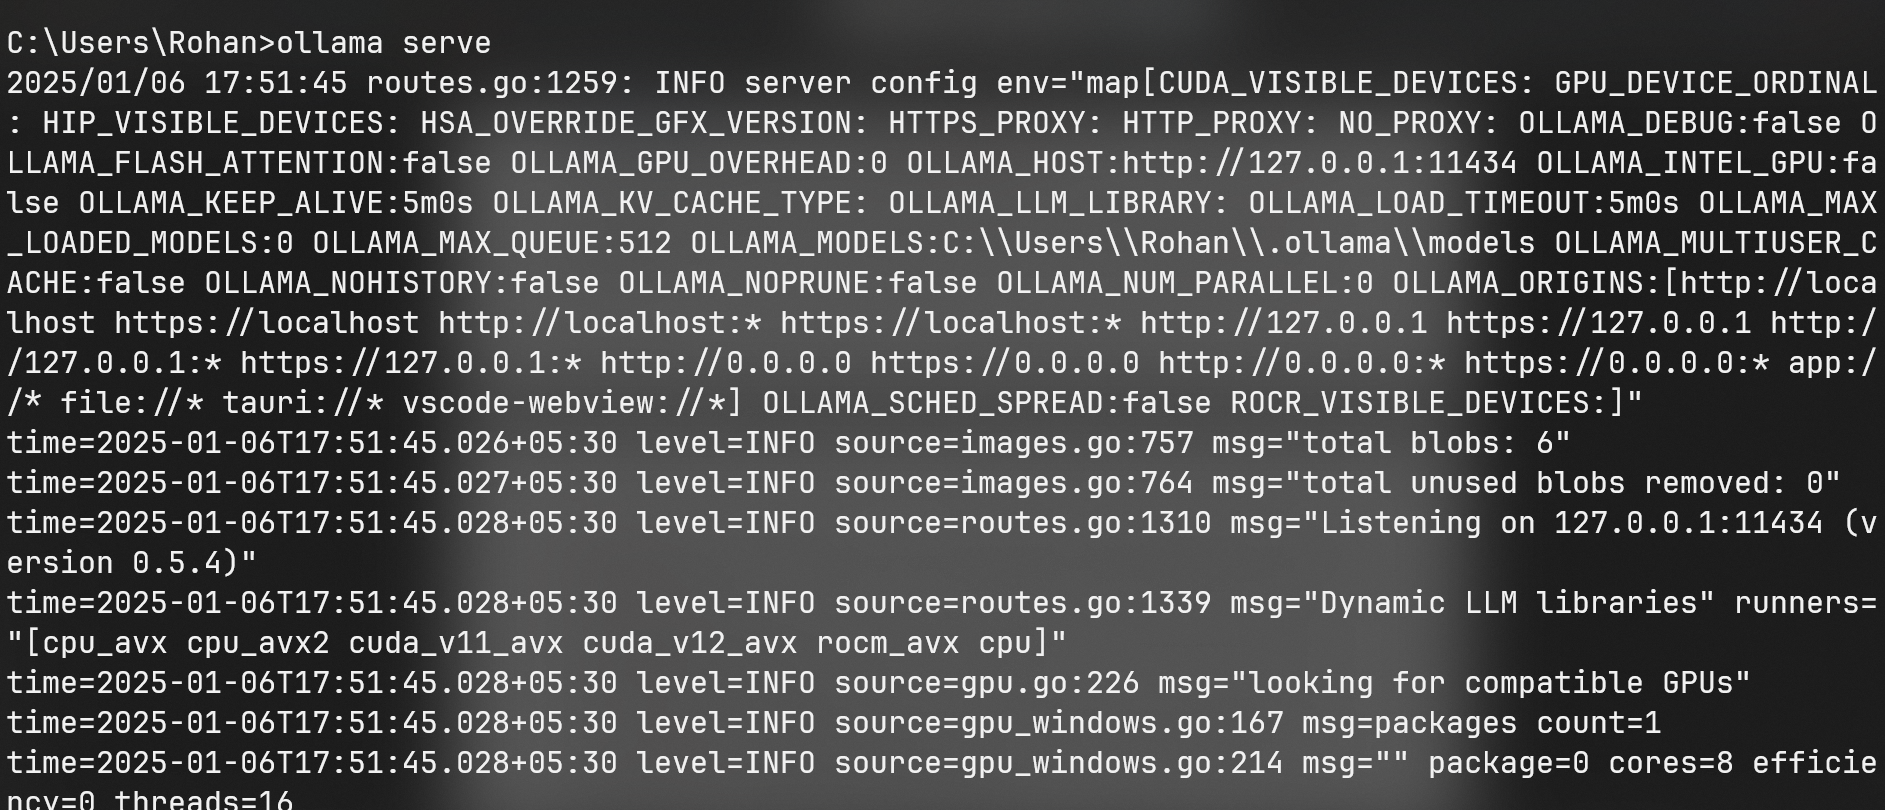 C:\Users\Rohan>ollama serve
2025/01/06 17:51:45 routes.go:1259: INFO server config env="map[CUDA_VISIBLE_DEVICES: GPU_DEVICE_ORDINAL
: HIP_VISIBLE_DEVICES: HSA_OVERRIDE_GFX_VERSION: HTTPS_PROXY: HTTP_PROXY: NO_PROXY: OLLAMA_DEBUG:false O
LLAMA_FLASH_ATTENTION:false OLLAMA_GPU_OVERHEAD:0 OLLAMA_HOST:http://127.0.0.1:11434 OLLAMA_INTEL_GPU:fa
lse OLLAMA_KEEP_ALIVE:5m0s OLLAMA_KV_CACHE_TYPE: OLLAMA_LLM_LIBRARY: OLLAMA_LOAD_TIMEOUT:5m0s OLLAMA_MAX
_LOADED_MODELS:0 OLLAMA_MAX_QUEUE:512 OLLAMA_MODELS:C:\\Users\\Rohan\\.ollama\\models OLLAMA_MULTIUSER_C
ACHE:false OLLAMA_NOHISTORY:false OLLAMA_NOPRUNE:false OLLAMA_NUM_PARALLEL:0 OLLAMA_ORIGINS:[http://loca
lhost https://localhost http://localhost:* https://localhost:* http://127.0.0.1 https://127.0.0.1 http:/
/127.0.0.1:* https://127.0.0.1:* http://0.0.0.0 https://0.0.0.0 http://0.0.0.0:* https://0.0.0.0:* app:/
/* file://* tauri://* vscode-webview://*] OLLAMA_SCHED_SPREAD:false ROCR_VISIBLE_DEVICES:]"
time=2025-01-06T17:51:45.026+05:30 level=INFO source=images.go:757 msg="total blobs: 6"
time=2025-01-06T17:51:45.027+05:30 level=INFO source=images.go:764 msg="total unused blobs removed: 0"
time=2025-01-06T17:51:45.028+05:30 level=INFO source=routes.go:1310 msg="Listening on 127.0.0.1:11434 (v
ersion 0.5.4)"
time=2025-01-06T17:51:45.028+05:30 level=INFO source=routes.go:1339 msg="Dynamic LLM libraries" runners=
"[cpu_avx cpu_avx2 cuda_v11_avx cuda_v12_avx rocm_avx cpu]"
time=2025-01-06T17:51:45.028+05:30 level=INFO source=gpu.go:226 msg="looking for compatible GPUs"
time=2025-01-06T17:51:45.028+05:30 level=INFO source=gpu_windows.go:167 msg=packages count=1
time=2025-01-06T17:51:45.028+05:30 level=INFO source=gpu_windows.go:214 msg="" package=0 cores=8 efficie
ncy=0 threads=16